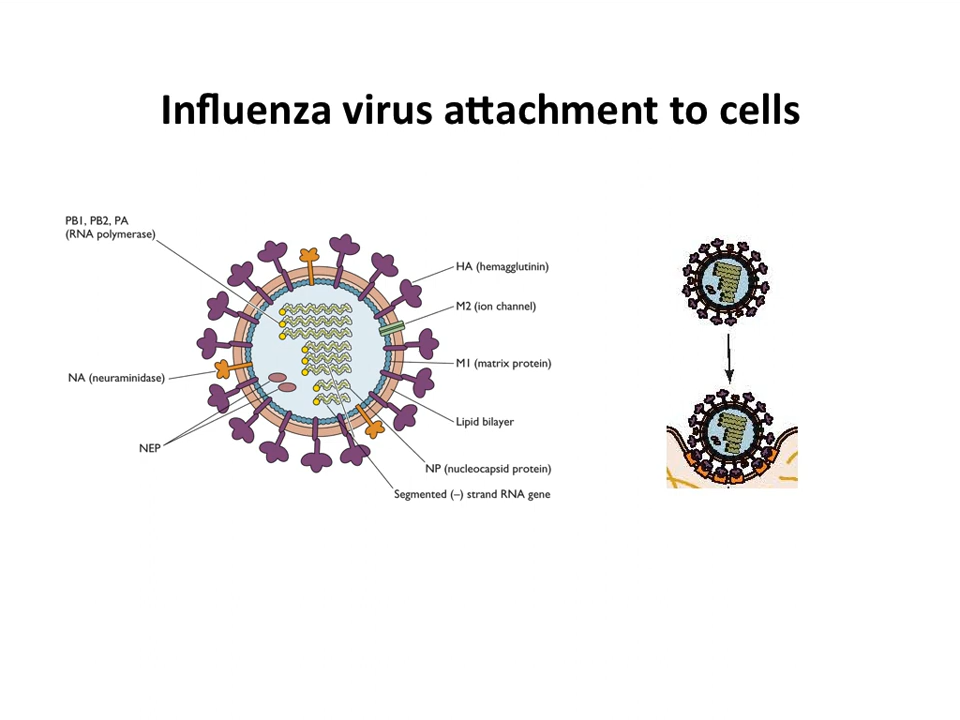 Influenza virus attachment to cells
PB1, PB2, PA
(RNA polymerase)
HA (hemagglutinin)
M2 (ion channel)
M1 (matrix protein)
NA (neuraminidase)
Lipid bilayer
NEP
NP (nucleocapsid protein)
Segmented (–) strand RNA gene